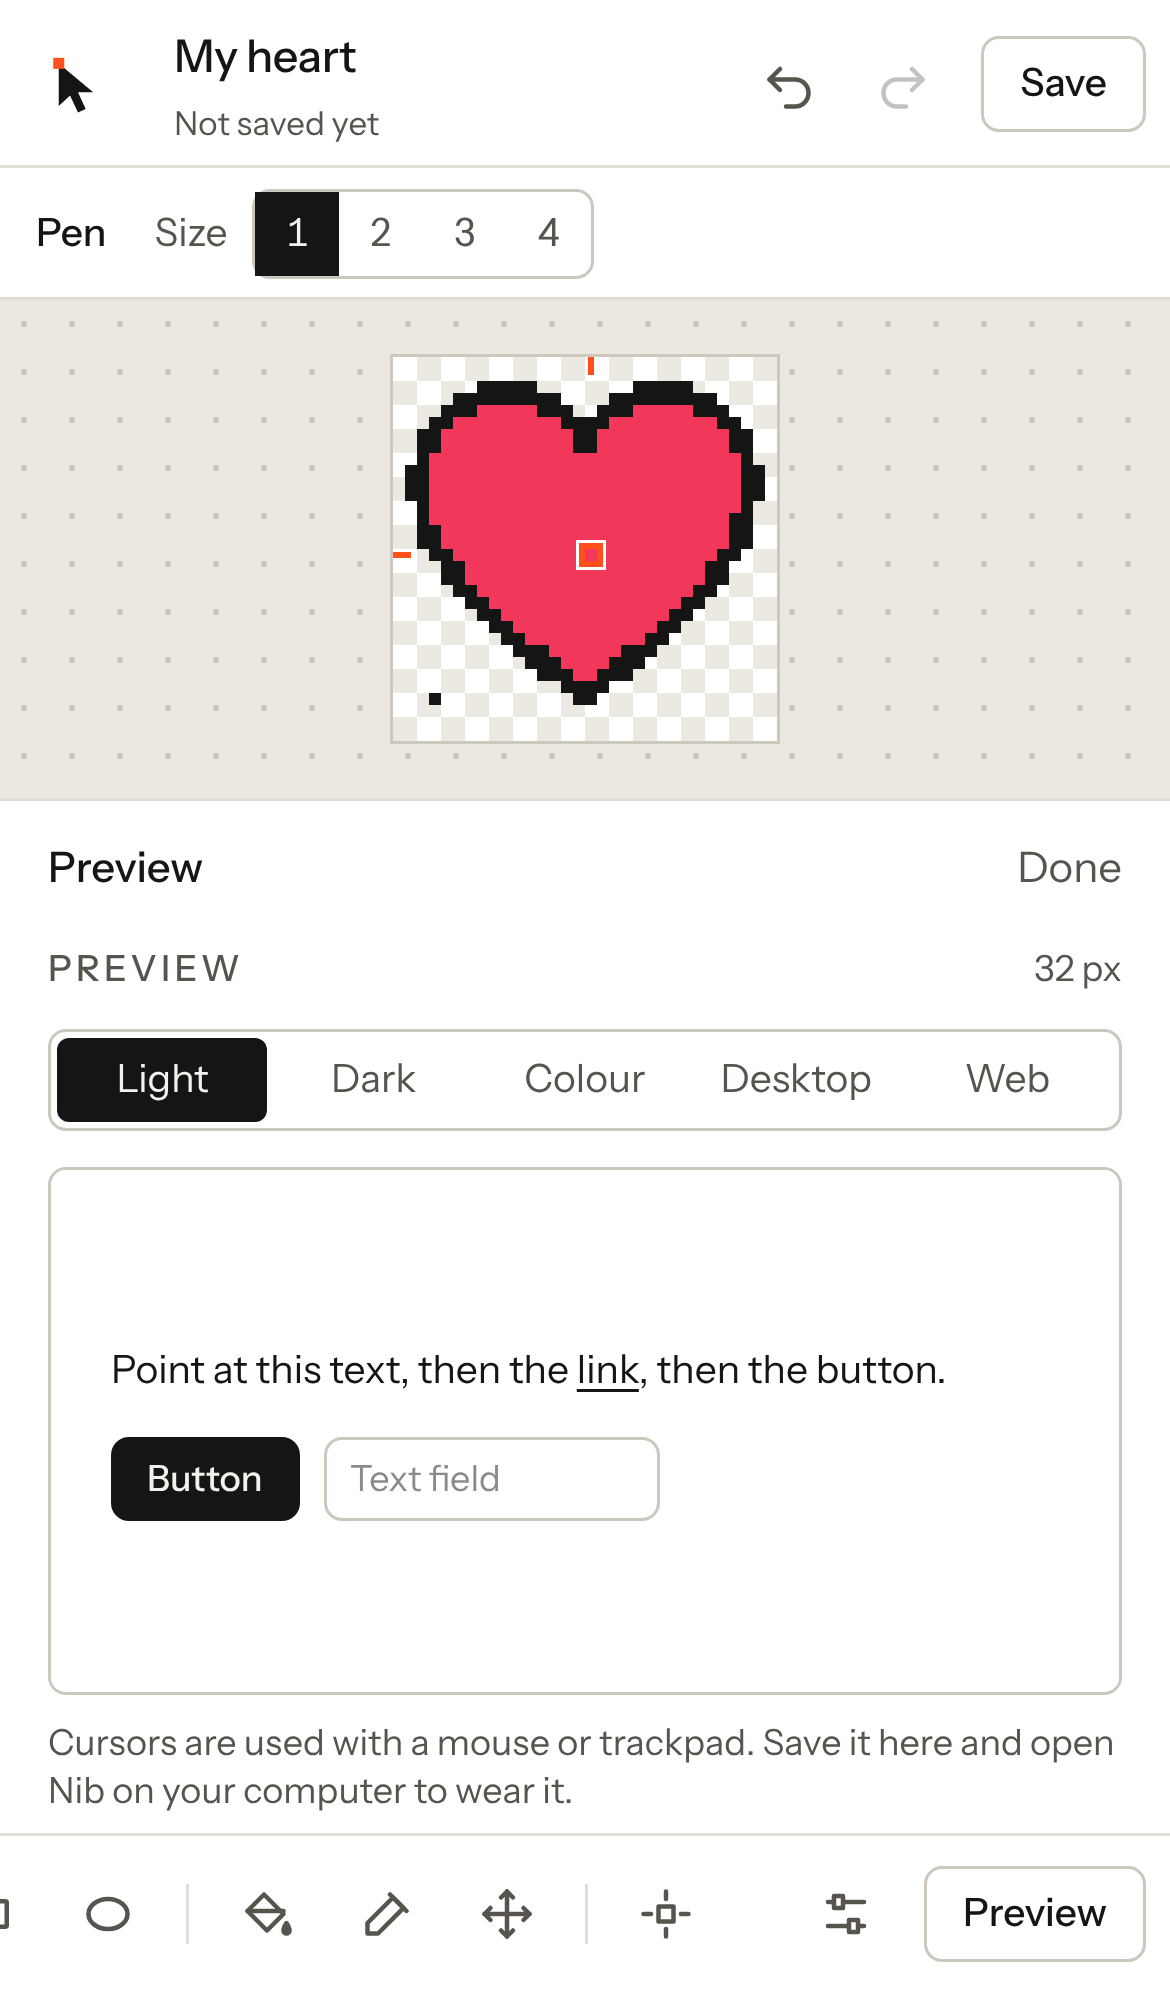 My heart
Not saved yet
Save
Pen Size 1 2 3 4
Preview Done
PREVIEW 32 px
Light Dark Colour Desktop Web
Point at this text, then the link, then the button.
Button Text field
Cursors are used with a mouse or trackpad. Save it here and open
Nib on your computer to wear it.
Preview